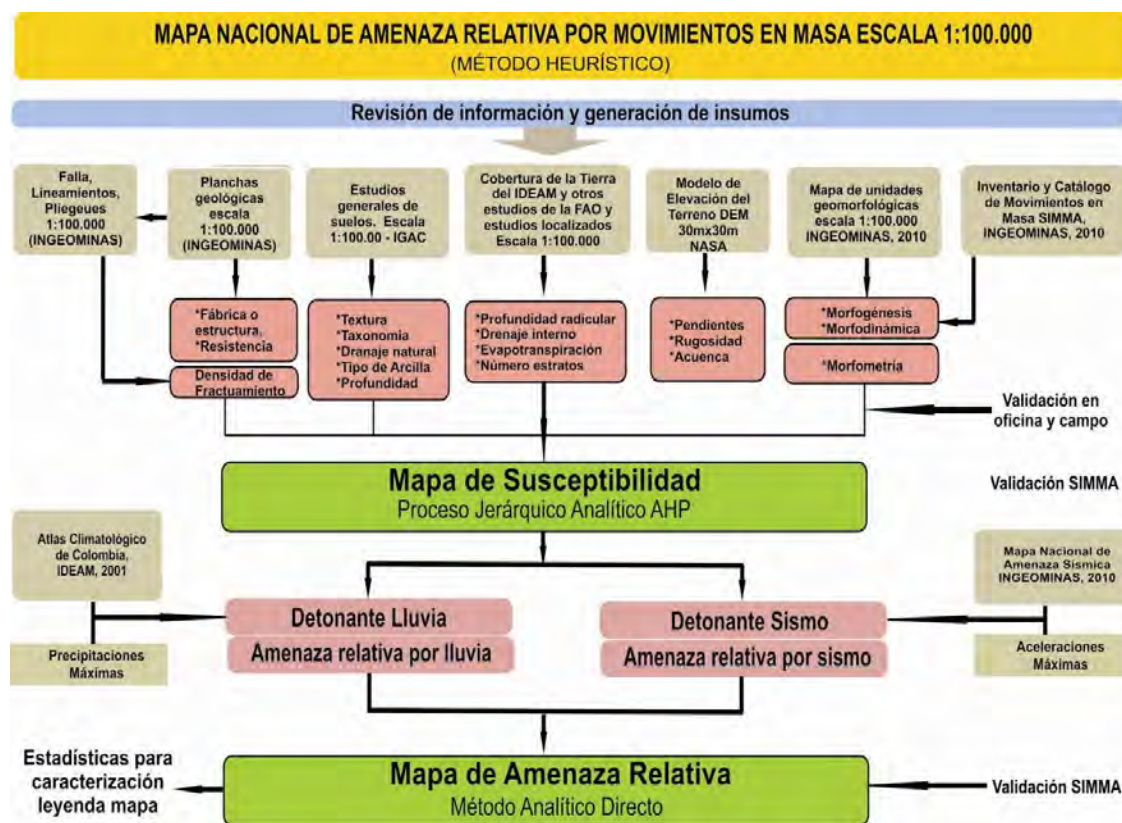 MAPA NACIONAL DE AMENAZA RELATIVA POR MOVIMIENTOS EN MASA ESCALA 1:100.000
(MÉTODO HEURÍSTICO)
Revisión de información y generación de insumos
Falla,
Lineamientos,
Pliegeues
1:100.000
(INGEOMINAS)
Planchas
geológicas
escala
1:100.000
(INGEOMINAS)
Estudios
generales de
suelos. Escala
1:100.00 - IGAC
Cobertura de la Tierra
del IDEAM y otros
estudios de la FAO y
estudios localizados
Escala 1:100.000
Modelo de
Elevación del
Terreno DEM
30mx30m
NASA
Mapa de unidades
geomorfológicas
escala 1:100.000
INGEOMINAS, 2010
Inventario y Catálogo
de Movimientos en
Masa SIMMA,
INGEOMINAS, 2010
*Fábrica o
estructura,
*Resistencia
Densidad de
Fractuamiento
*Textura
*Taxonomia
*Dranaje natural
*Tipo de Arcilla
*Profundidad
*Profundidad radicular
*Drenaje interno
*Evapotranspiración
*Número estratos
*Pendientes
*Rugosidad
*Acuenca
*Morfogénesis
*Morfodinámica
*Morfometría
Validación en
oficina y campo
Mapa de Susceptibilidad
Proceso Jerárquico Analítico AHP
Validación SIMMA
Atlas Climatológico
de Colombia,
IDEAM, 2001
Precipitaciones
Máximas
Detonante Lluvia
Amenaza relativa por lluvia
Detonante Sismo
Amenaza relativa por sismo
Mapa Nacional de
Amenaza Sísmica
INGEOMINAS, 2010
Aceleraciones
Máximas
Estadísticas para
caracterización
leyenda mapa
Mapa de Amenaza Relativa
Método Analítico Directo
Validación SIMMA